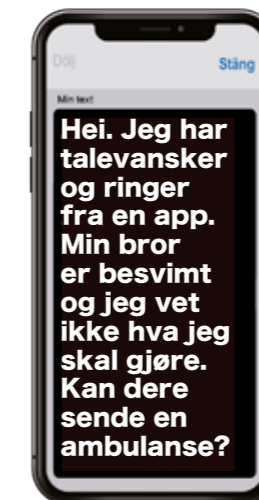 Dölj
Stäng
Min text
Hei. Jeg har
talevansker
og ringer
fra en app.
Min bror
er besvimt
og jeg vet
ikke hva jeg
skal gjøre.
Kan dere
sende en
ambulanse?